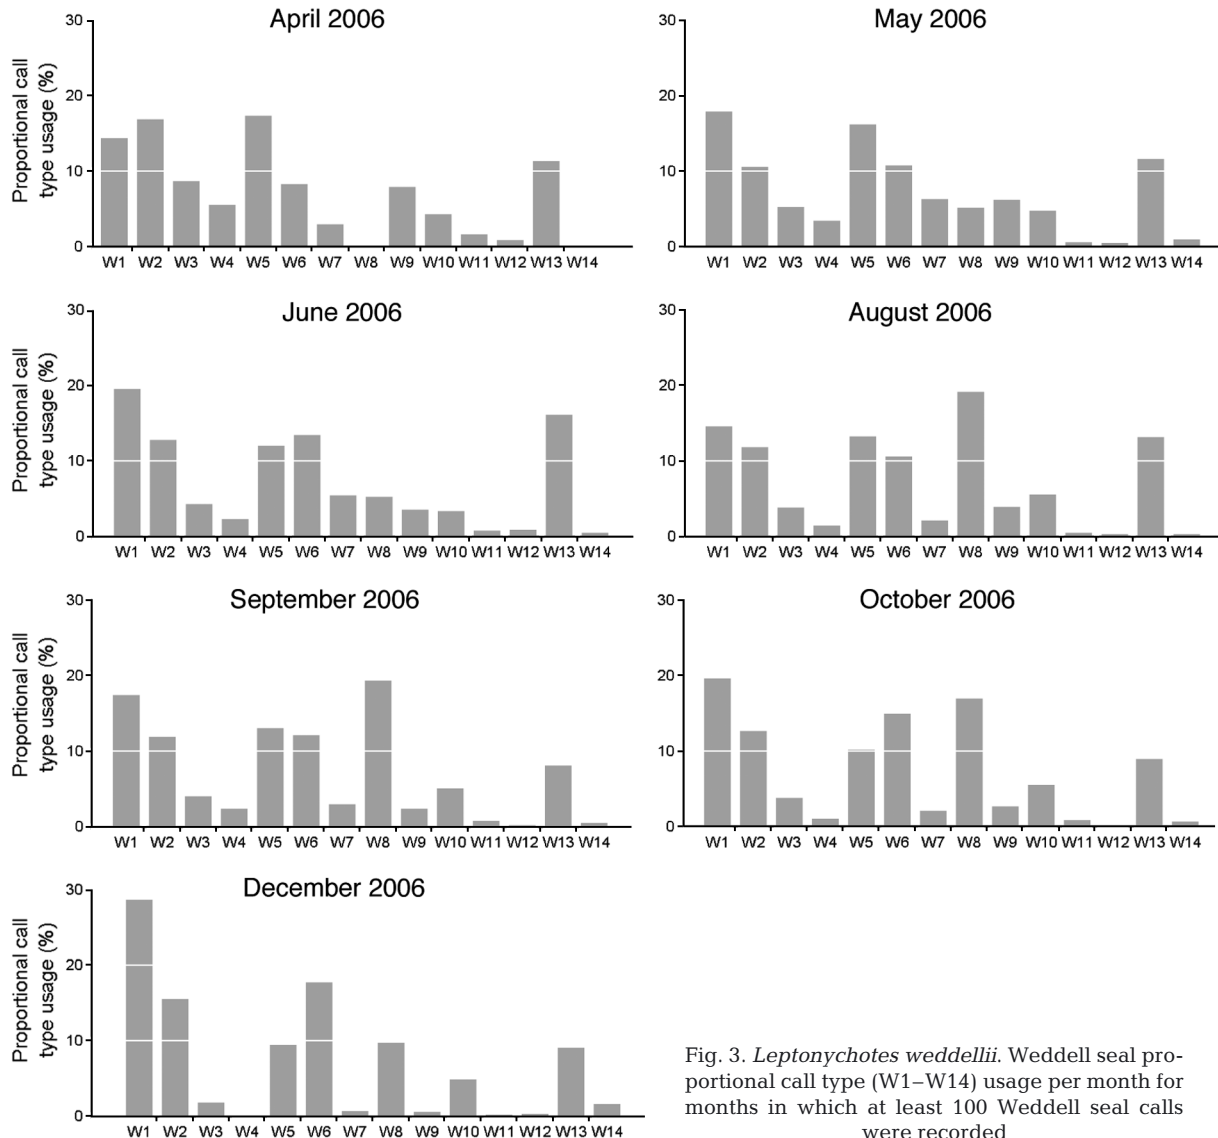 April 2006
May 2006
30
20
10
0
Proportional call
type usage (%)
W1 W2 W3 W4 W5 W6 W7 W8 W9 W10 W11 W12 W13 W14
30
20
10
0
W1 W2 W3 W4 W5 W6 W7 W8 W9 W10 W11 W12 W13 W14
June 2006
August 2006
30
20
10
0
Proportional call
type usage (%)
W1 W2 W3 W4 W5 W6 W7 W8 W9 W10 W11 W12 W13 W14
30
20
10
0
W1 W2 W3 W4 W5 W6 W7 W8 W9 W10 W11 W12 W13 W14
September 2006
October 2006
30
20
10
0
Proportional call
type usage (%)
W1 W2 W3 W4 W5 W6 W7 W8 W9 W10 W11 W12 W13 W14
30
20
10
0
W1 W2 W3 W4 W5 W6 W7 W8 W9 W10 W11 W12 W13 W14
December 2006
30
20
10
0
Proportional call
type usage (%)
W1 W2 W3 W4 W5 W6 W7 W8 W9 W10 W11 W12 W13 W14
Fig. 3. Leptonychotes weddellii. Weddell seal pro-
portional call type (W1–W14) usage per month for
months in which at least 100 Weddell seal calls
were recorded